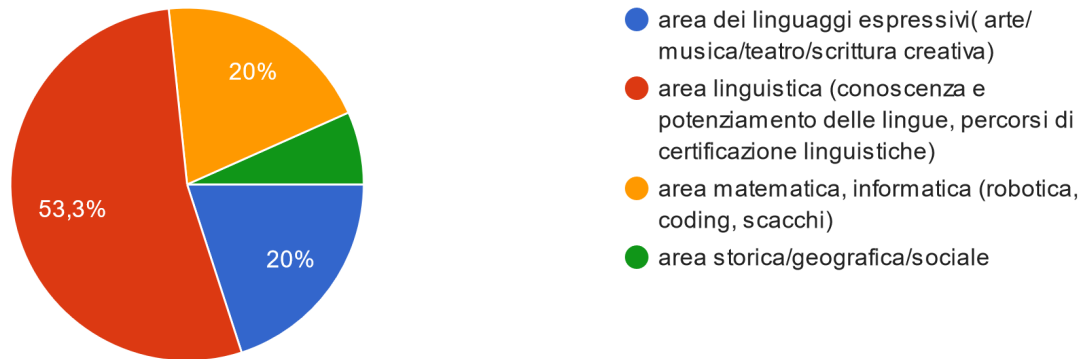 20%
53,3%
20%
area dei linguaggi espressivi( arte/
musica/teatro/scrittura creativa)
area linguistica (conoscenza e
potenziamento delle lingue, percorsi di
certificazione linguistiche)
area matematica, informatica (robotica,
coding, scacchi)
area storica/geografica/sociale